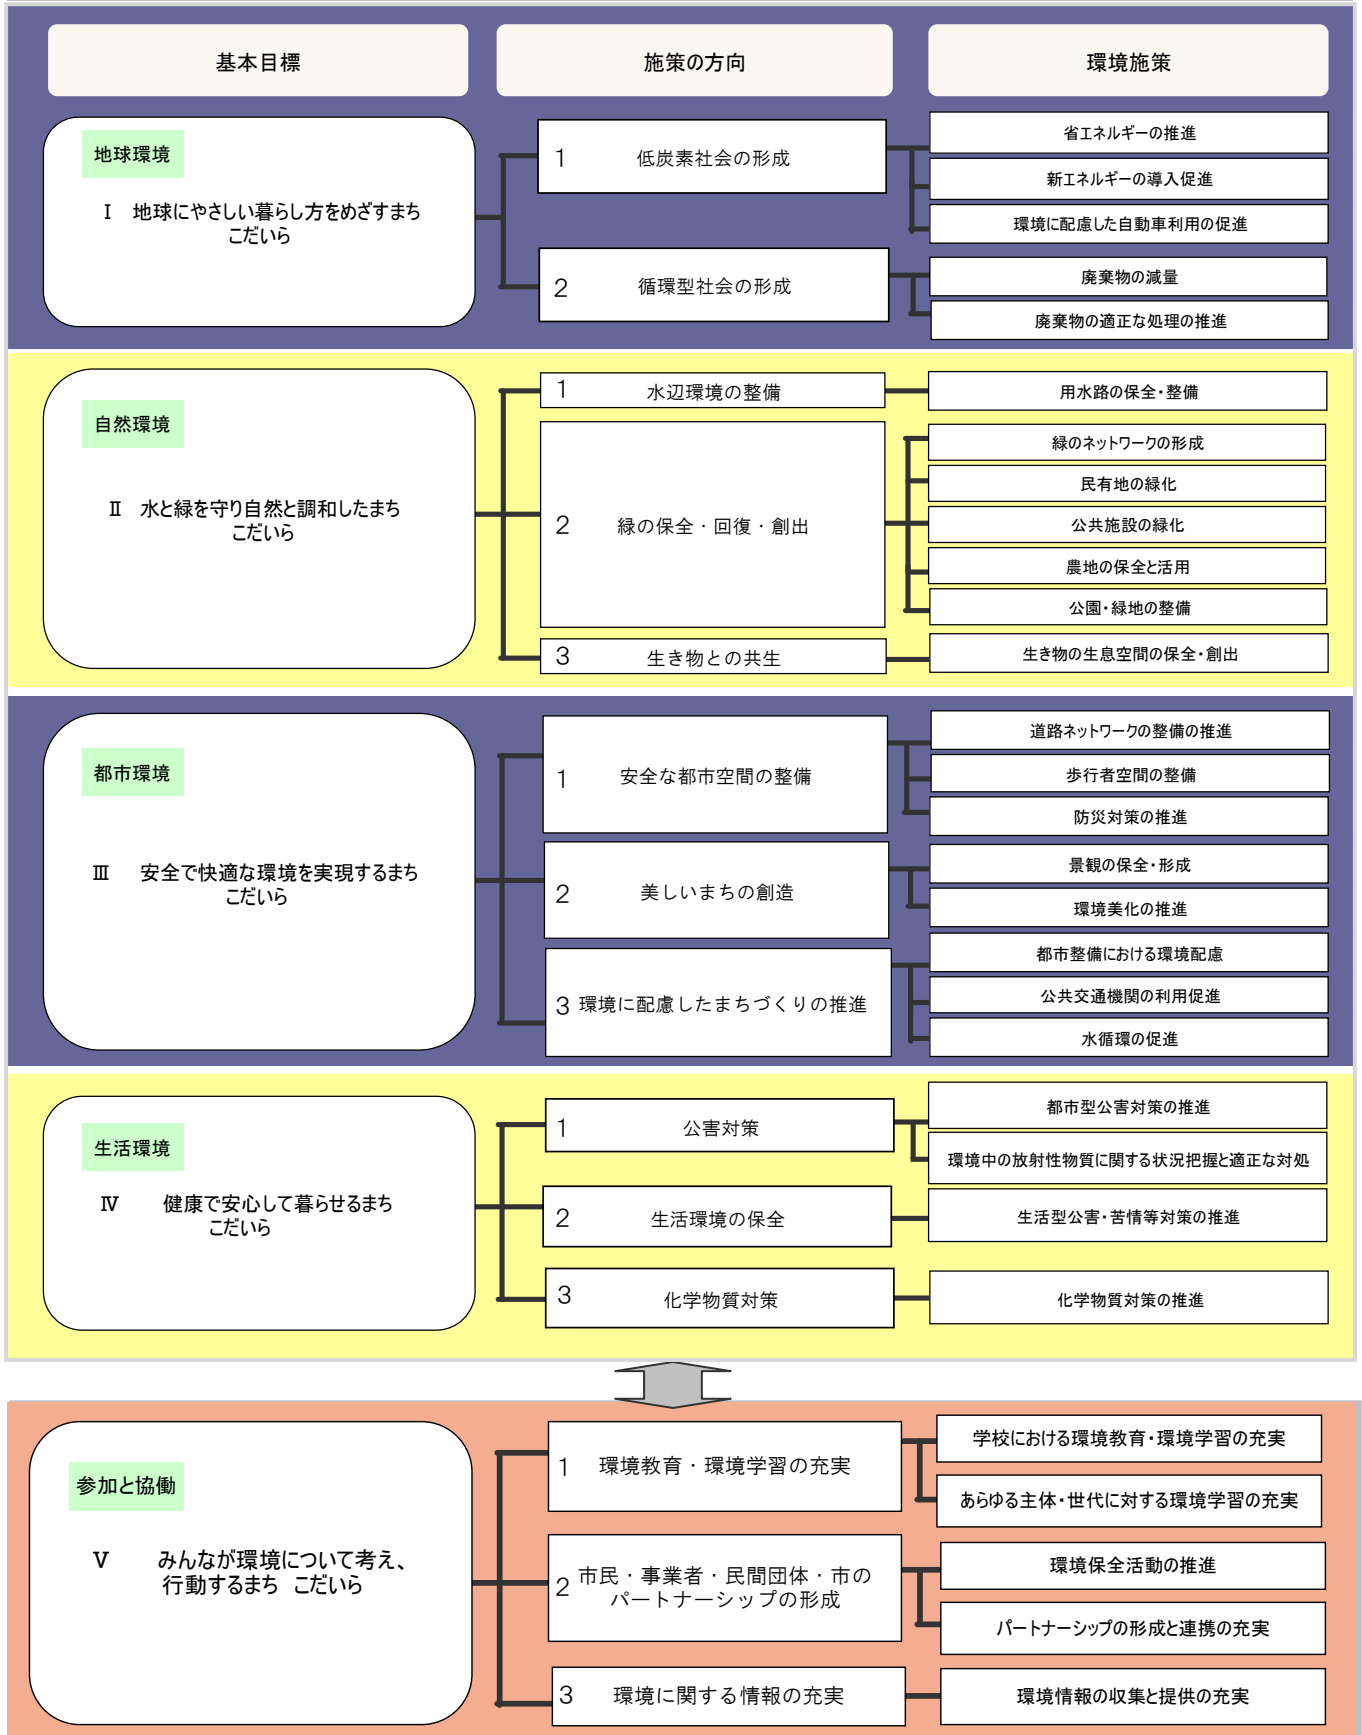 基本目標
施策の方向
環境施策
地球環境
Ⅰ 地球にやさしい暮らし方をめざすまち
こだいら
1 低炭素社会の形成
省エネルギーの推進
新エネルギーの導入促進
環境に配慮した自動車利用の促進
2 循環型社会の形成
廃棄物の減量
廃棄物の適正な処理の推進
自然環境
Ⅱ 水と緑を守り自然と調和したまち
こだいら
1 水辺環境の整備
用水路の保全・整備
2 緑の保全・回復・創出
緑のネットワークの形成
民有地の緑化
公共施設の緑化
農地の保全と活用
公園・緑地の整備
3 生き物との共生
生き物の生息空間の保全・創出
都市環境
Ⅲ 安全で快適な環境を実現するまち
こだいら
1 安全な都市空間の整備
道路ネットワークの整備の推進
歩行者空間の整備
防災対策の推進
2 美しいまちの創造
景観の保全・形成
環境美化の推進
3 環境に配慮したまちづくりの推進
都市整備における環境配慮
公共交通機関の利用促進
水循環の促進
生活環境
Ⅳ 健康で安心して暮らせるまち
こだいら
1 公害対策
都市型公害対策の推進
環境中の放射性物質に関する状況把握と適正な対処
2 生活環境の保全
生活型公害・苦情等対策の推進
3 化学物質対策
化学物質対策の推進
参加と協働
Ⅴ みんなが環境について考え、
行動するまち こだいら
1 環境教育・環境学習の充実
学校における環境教育・環境学習の充実
あらゆる主体・世代に対する環境学習の充実
2 市民・事業者・民間団体・市の
パートナーシップの形成
環境保全活動の推進
パートナーシップの形成と連携の充実
3 環境に関する情報の充実
環境情報の収集と提供の充実